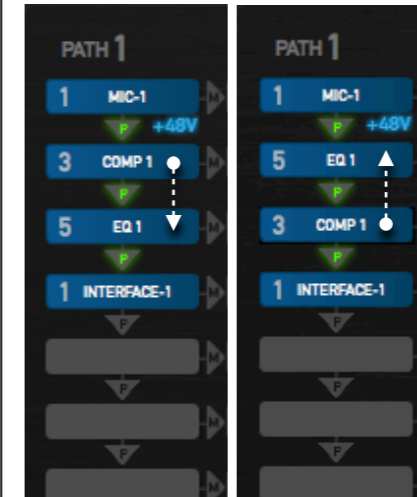 PATH 1
1 MIC-1 M
P +48V
3 COMP 1 M
P
5 EQ 1 M
P
1 INTERFACE-1 M
P
M
P
M
P
M
PATH 1
1 MIC-1
P +48V
5 EQ 1
P
3 COMP 1
P
1 INTERFACE-1
P
P
P